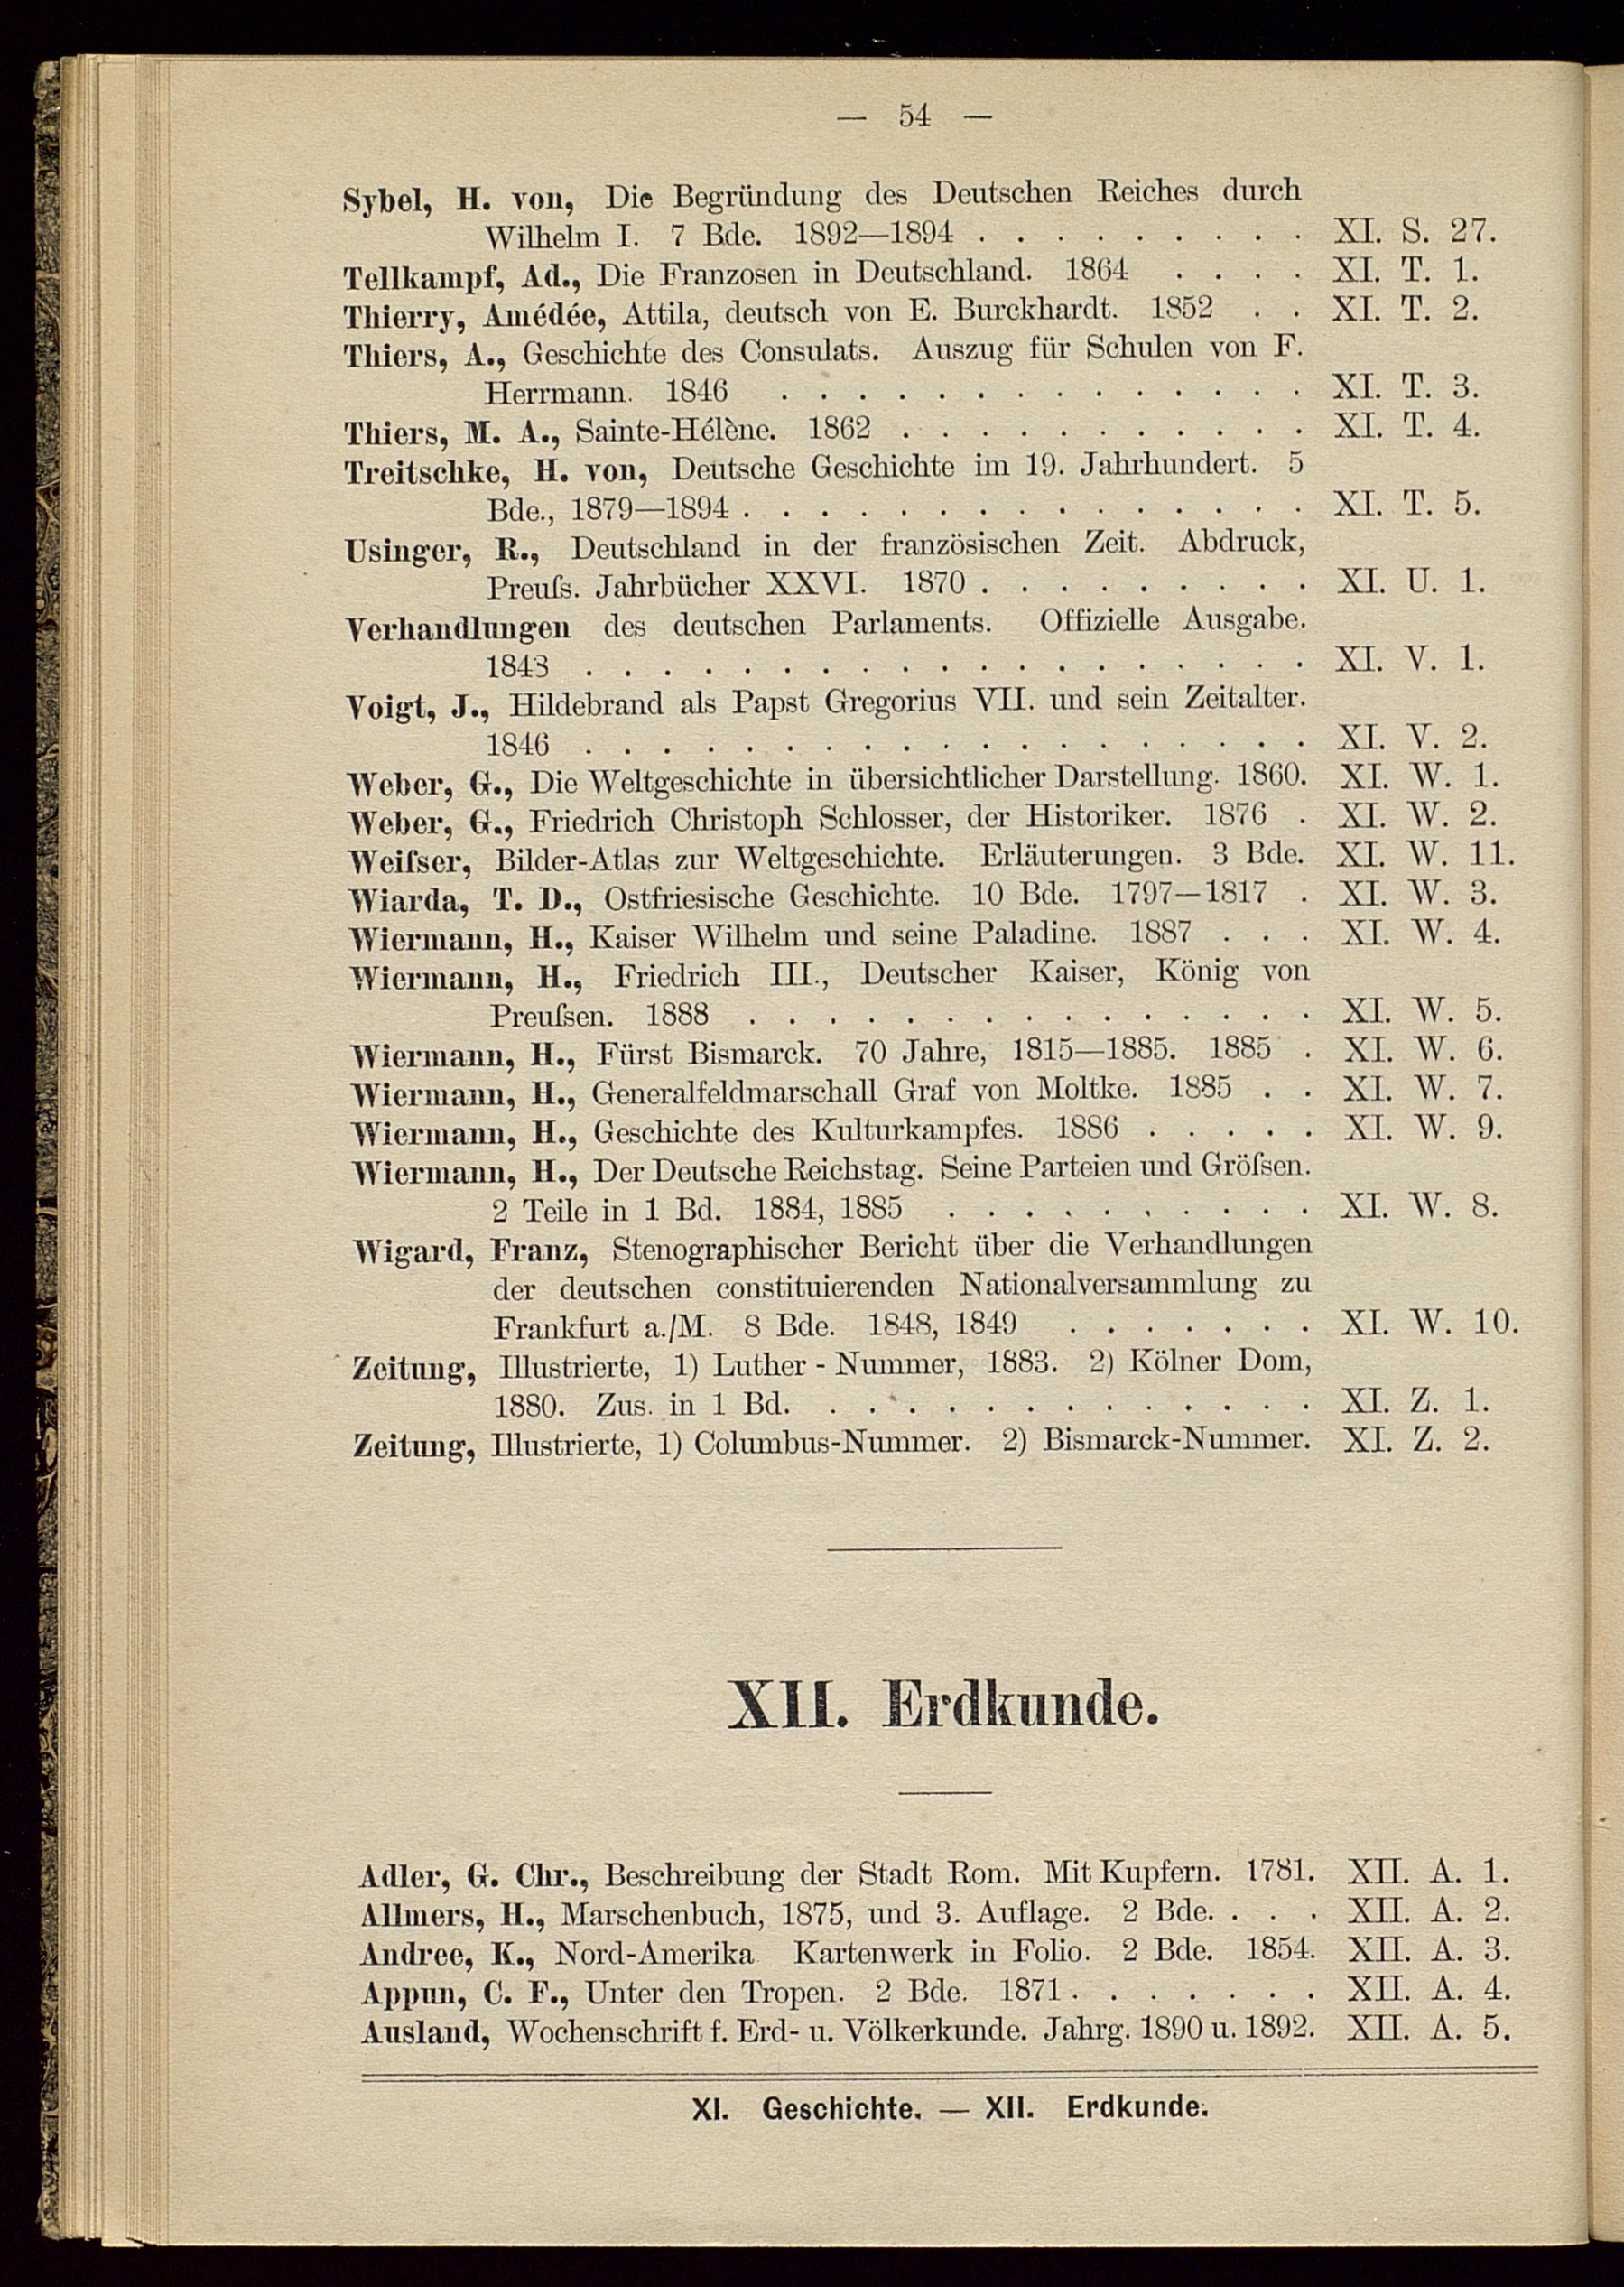 — 54 —
Sybel, H. von, Die Begründung des Deutschen Reiches durch
Wilhelm I. 7 Bde. 1892—1894 . . . . . . . . . XI. S. 27.
Tellkampf, Ad., Die Franzosen in Deutschland. 1864 . . . . XI. T. 1.
Thierry, Amédée, Attila, deutsch von E. Burckhardt. 1852 . . XI. T. 2.
Thiers, A., Geschichte des Consulats. Auszug für Schulen von F.
Herrmann. 1846 . . . . . . . . . . . . . . XI. T. 3.
Thiers, M. A., Sainte-Hélène. 1862 . . . . . . . . . . . XI. T. 4.
Treitschke, H. von, Deutsche Geschichte im 19. Jahrhundert. 5
Bde., 1879—1894 . . . . . . . . . . . . . . . XI. T. 5.
Usinger, R., Deutschland in der französischen Zeit. Abdruck,
Preuſs. Jahrbücher XXVI. 1870 . . . . . . . . . XI. U. 1.
Verhandlungen des deutschen Parlaments. Offizielle Ausgabe.
1843 . . . . . . . . . . . . . . . . . . . XI. V. 1.
Voigt, J., Hildebrand als Papst Gregorius VII. und sein Zeitalter.
1846 . . . . . . . . . . . . . . . . . . . XI. V. 2.
Weber, G., Die Weltgeschichte in übersichtlicher Darstellung. 1860. XI. W. 1.
Weber, G., Friedrich Christoph Schlosser, der Historiker. 1876 . XI. W. 2.
Weiſser, Bilder-Atlas zur Weltgeschichte. Erläuterungen. 3 Bde. XI. W. 11.
Wiarda, T. D., Ostfriesische Geschichte. 10 Bde. 1797—1817 . XI. W. 3.
Wiermann, H., Kaiser Wilhelm und seine Paladine. 1887 . . . XI. W. 4.
Wiermann, H., Friedrich III., Deutscher Kaiser, König von
Preuſsen. 1888 . . . . . . . . . . . . . . . XI. W. 5.
Wiermann, H., Fürst Bismarck. 70 Jahre, 1815—1885. 1885 . XI. W. 6.
Wiermann, H., Generalfeldmarschall Graf von Moltke. 1885 . . XI. W. 7.
Wiermann, H., Geschichte des Kulturkampfes. 1886 . . . . . XI. W. 9.
Wiermann, H., Der Deutsche Reichstag. Seine Parteien und Gröſsen.
2 Teile in 1 Bd. 1884, 1885 . . . . . . . . . . XI. W. 8.
Wigard, Franz, Stenographischer Bericht über die Verhandlungen
der deutschen constituierenden Nationalversammlung zu
Frankfurt a./M. 8 Bde. 1848, 1849 . . . . . . . XI. W. 10.
Zeitung, Illustrierte, 1) Luther - Nummer, 1883. 2) Kölner Dom,
1880. Zus. in 1 Bd. . . . . . . . . . . . . . XI. Z. 1.
Zeitung, Illustrierte, 1) Columbus-Nummer. 2) Bismarck-Nummer. XI. Z. 2.
XII. Erdkunde.
Adler, G. Chr., Beschreibung der Stadt Rom. Mit Kupfern. 1781. XII. A. 1.
Allmers, H., Marschenbuch, 1875, und 3. Auflage. 2 Bde. . . . XII. A. 2.
Andree, K., Nord-Amerika Kartenwerk in Folio. 2 Bde. 1854. XII. A. 3.
Appun, C. F., Unter den Tropen. 2 Bde. 1871 . . . . . . . XII. A. 4.
Ausland, Wochenschrift f. Erd- u. Völkerkunde. Jahrg. 1890 u. 1892. XII. A. 5.
XI. Geschichte. — XII. Erdkunde.